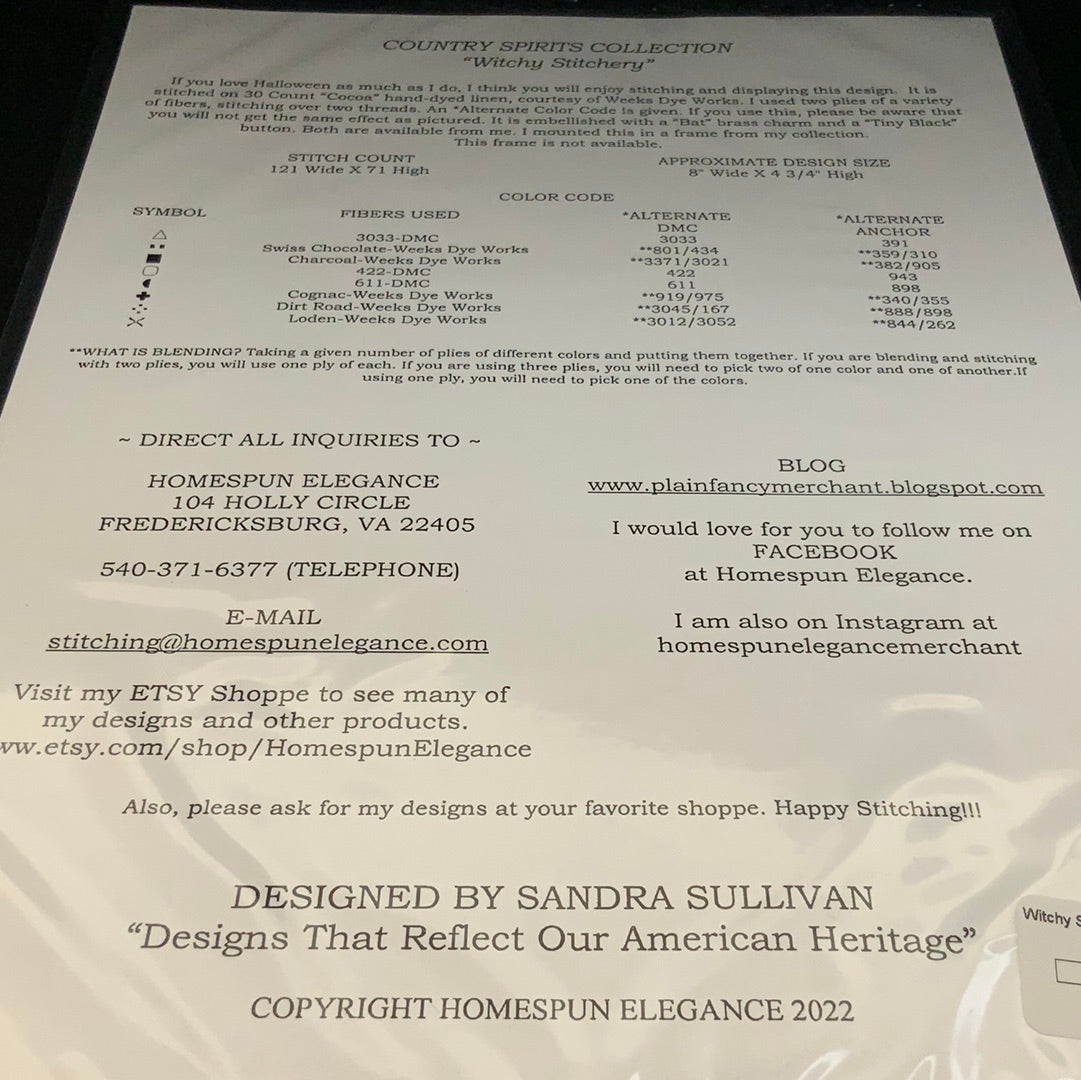 COUNTRY SPIRITS COLLECTION
"Witchy Stitchery"
If you love Halloween as much as I do, I think you will enjoy stitching and displaying this design. It is
stitched on 30 Count "Cocoa" hand-dyed linen, courtesy of Weeks Dye Works. I used two plies of a variety
of fibers, stitching over two threads. An *Alternate Color Code is given. If you use this, please be aware that
you will not get the same effect as pictured. It is embellished with a "Bat" brass charm and a "Tiny Black"
button. Both are available from me. I mounted this in a frame from my collection.
This frame is not available.
STITCH COUNT APPROXIMATE DESIGN SIZE
121 Wide X 71 High 8" Wide X 4 3/4" High
COLOR CODE
SYMBOL FIBERS USED *ALTERNATE *ALTERNATE
DMC ANCHOR
3033-DMC 3033 391
Swiss Chocolate-Weeks Dye Works **801/434 **359/310
Charcoal-Weeks Dye Works **3371/3021 **382/905
422-DMC 422 943
611-DMC 611 898
Cognac-Weeks Dye Works **919/975 **340/355
Dirt Road-Weeks Dye Works **3045/167 **888/898
Loden-Weeks Dye Works **3012/3052 **844/262
**WHAT IS BLENDING? Taking a given number of plies of different colors and putting them together. If you are blending and stitching
with two plies, you will use one ply of each. If you are using three plies, you will need to pick two of one color and one of another.If
using one ply, you will need to pick one of the colors.
~ DIRECT ALL INQUIRIES TO ~
HOMESPUN ELEGANCE
104 HOLLY CIRCLE
FREDERICKSBURG, VA 22405
540-371-6377 (TELEPHONE)
E-MAIL
stitching@homespunelegance.com
Visit my ETSY Shoppe to see many of
my designs and other products.
ww.etsy.com/shop/HomespunElegance
BLOG
www.plainfancymerchant.blogspot.com
I would love for you to follow me on
FACEBOOK
at Homespun Elegance.
I am also on Instagram at
homespunelegancemerchant
Also, please ask for my designs at your favorite shoppe. Happy Stitching!!!
DESIGNED BY SANDRA SULLIVAN
"Designs That Reflect Our American Heritage"
COPYRIGHT HOMESPUN ELEGANCE 2022
Witchy S